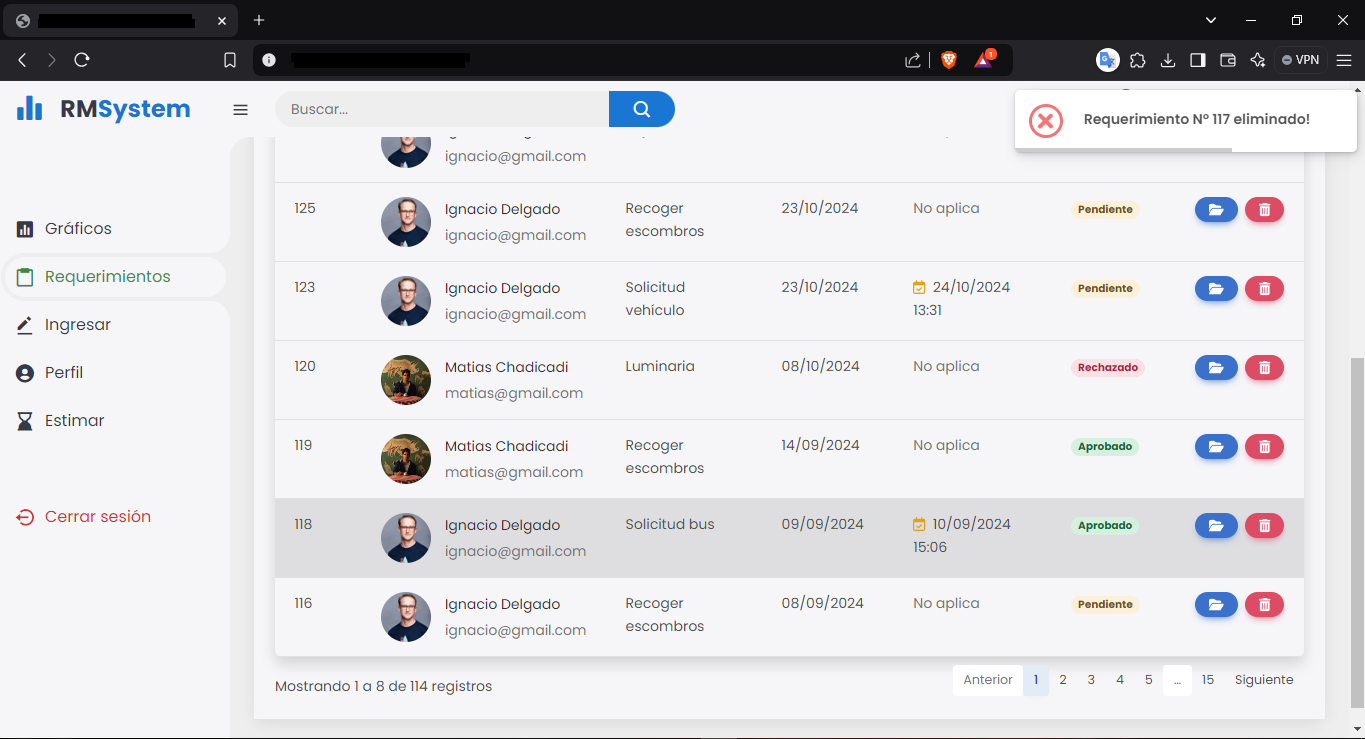 1
VPN
RMSystem
Buscar...
Requerimiento Nº 117 eliminado!
ignacio@gmail.com
Gráficos
Requerimientos
Ingresar
Perfil
Estimar
Cerrar sesión
125 Ignacio Delgado Recoger 23/10/2024 No aplica Pendiente
ignacio@gmail.com escombros
123 Ignacio Delgado Solicitud 23/10/2024 24/10/2024 Pendiente
ignacio@gmail.com vehículo 13:31
120 Matias Chadicadi Luminaria 08/10/2024 No aplica Rechazado
matias@gmail.com
119 Matias Chadicadi Recoger 14/09/2024 No aplica Aprobado
matias@gmail.com escombros
118 Ignacio Delgado Solicitud bus 09/09/2024 10/09/2024 Aprobado
ignacio@gmail.com 15:06
116 Ignacio Delgado Recoger 08/09/2024 No aplica Pendiente
ignacio@gmail.com escombros
Mostrando 1 a 8 de 114 registros
Anterior 1 2 3 4 5 ... 15 Siguiente